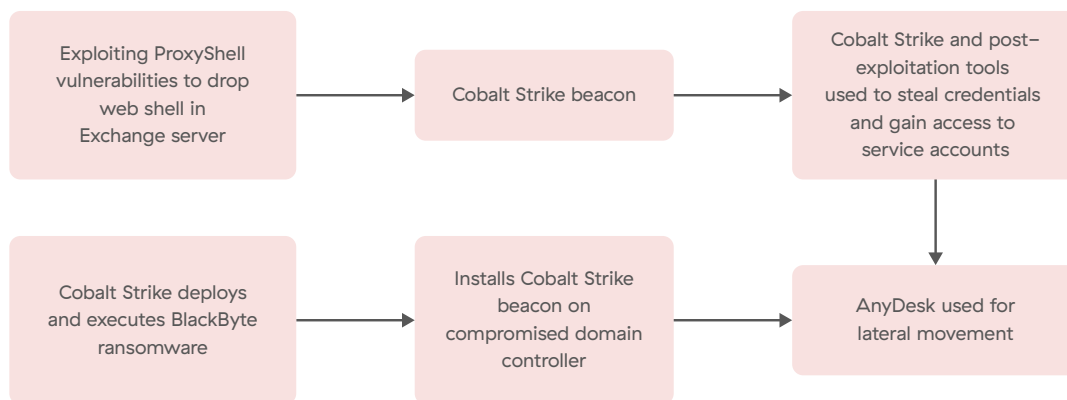 Exploiting ProxyShell
vulnerabilities to drop
web shell in
Exchange server
Cobalt Strike beacon
Cobalt Strike and post–
exploitation tools
used to steal credentials
and gain access to
service accounts
Cobalt Strike deploys
and executes BlackByte
ransomware
Installs Cobalt Strike
beacon on
compromised domain
controller
AnyDesk used for
lateral movement